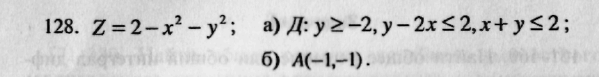 128. Z = 2 − x² − y²; а) Д: y ≥ −2, y − 2x ≤ 2, x + y ≤ 2;
б) A(−1, −1).